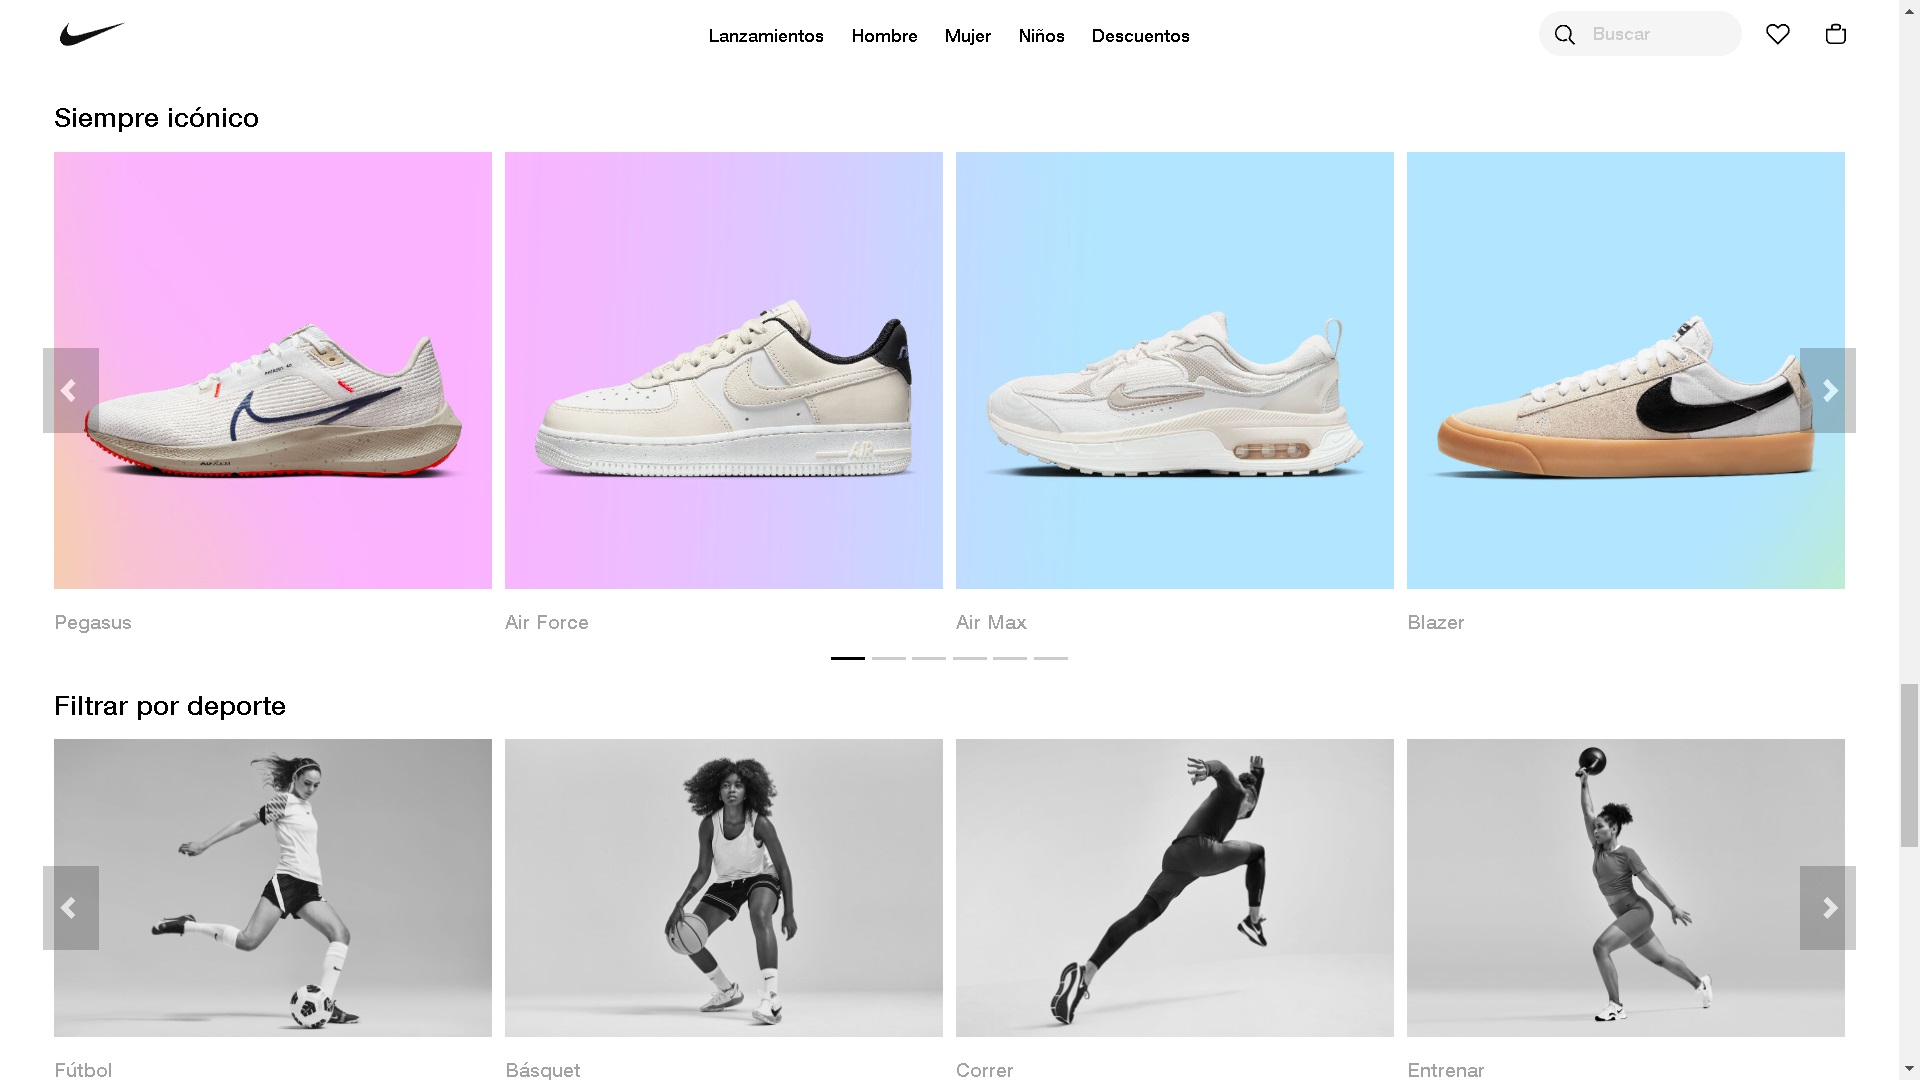 Lanzamientos Hombre Mujer Niños Descuentos Buscar
Siempre icónico
Pegasus Air Force Air Max Blazer
Filtrar por deporte
Fútbol Básquet Correr Entrenar